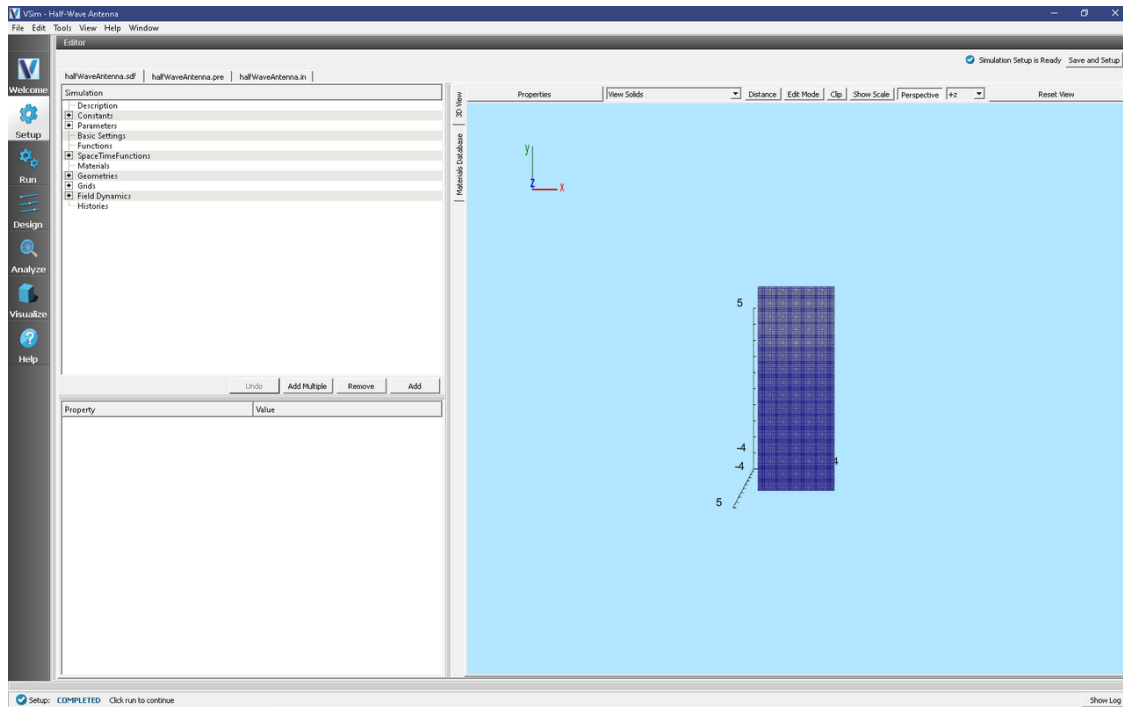 VSim - Half-Wave Antenna
File Edit Tools View Help Window
Editor
Simulation Setup is Ready Save and Setup
halfWaveAntenna.sdf halfWaveAntenna.pre halfWaveAntenna.in
Welcome
Setup
Run
Design
Analyze
Visualize
Help
Simulation
Description
Constants
Parameters
Basic Settings
Functions
SpaceTimeFunctions
Materials
Geometries
Grids
Field Dynamics
Histories
Undo Add Multiple Remove Add
Property Value
3D View
Materials Database
Properties View Solids Distance Edit Mode Clip Show Scale Perspective +z Reset View
y
z x
5
-4
-4 4
5
Setup: COMPLETED Click run to continue Show Log